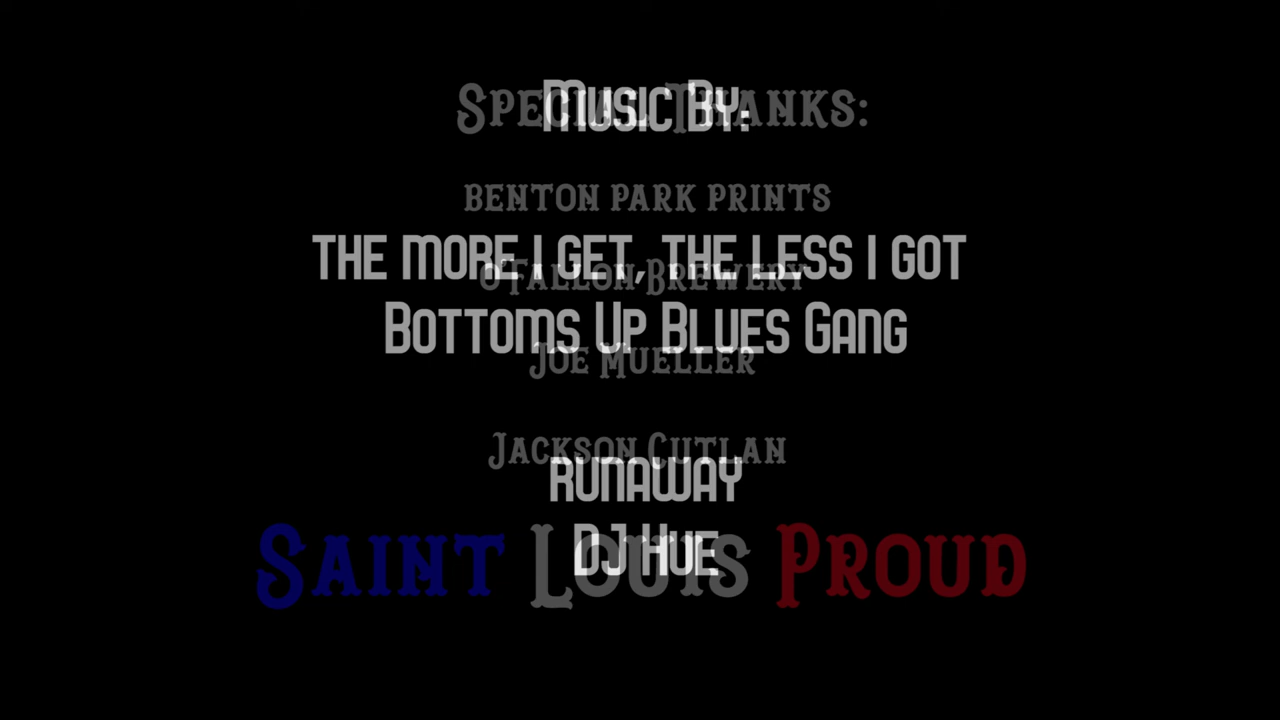 Special Thanks:
Music By:
Benton Park Prints
The More I Get, The Less I Got
O'Fallon Brewery
Bottoms Up Blues Gang
Joe Mueller
Jackson Cutlan
Runaway
DJ Hue
Saint Louis Proud